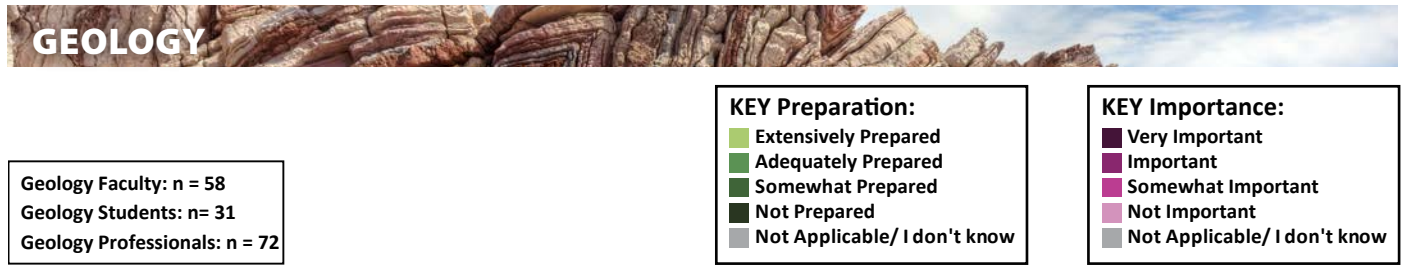 GEOLOGY
KEY Preparation:
Extensively Prepared
Adequately Prepared
Somewhat Prepared
Not Prepared
Not Applicable/ I don't know
KEY Importance:
Very Important
Important
Somewhat Important
Not Important
Not Applicable/ I don't know
Geology Faculty: n = 58
Geology Students: n= 31
Geology Professionals: n = 72